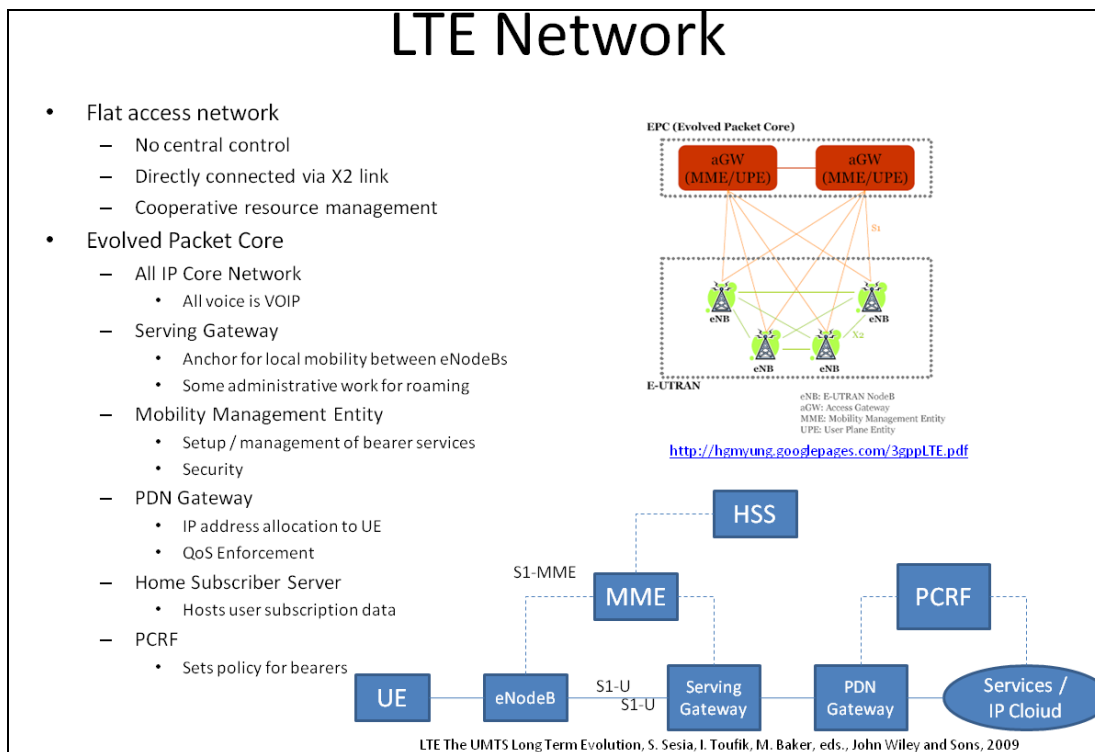 LTE Network
• Flat access network
– No central control
– Directly connected via X2 link
– Cooperative resource management
• Evolved Packet Core
– All IP Core Network
• All voice is VOIP
– Serving Gateway
• Anchor for local mobility between eNodeBs
• Some administrative work for roaming
– Mobility Management Entity
• Setup / management of bearer services
• Security
– PDN Gateway
• IP address allocation to UE
• QoS Enforcement
– Home Subscriber Server
• Hosts user subscription data
– PCRF
• Sets policy for bearers
EPC (Evolved Packet Core)
aGW
(MME/UPE)
aGW
(MME/UPE)
S1
eNB
eNB
eNB
eNB
X2
E-UTRAN
eNB: E-UTRAN NodeB
aGW: Access Gateway
MME: Mobility Management Entity
UPE: User Plane Entity
http://hgmyung.googlepages.com/3gppLTE.pdf
HSS
S1-MME
MME
PCRF
UE
eNodeB
S1-U
S1-U
Serving
Gateway
PDN
Gateway
Services /
IP Cloiud
LTE The UMTS Long Term Evolution, S. Sesia, I. Toufik, M. Baker, eds., John Wiley and Sons, 2009